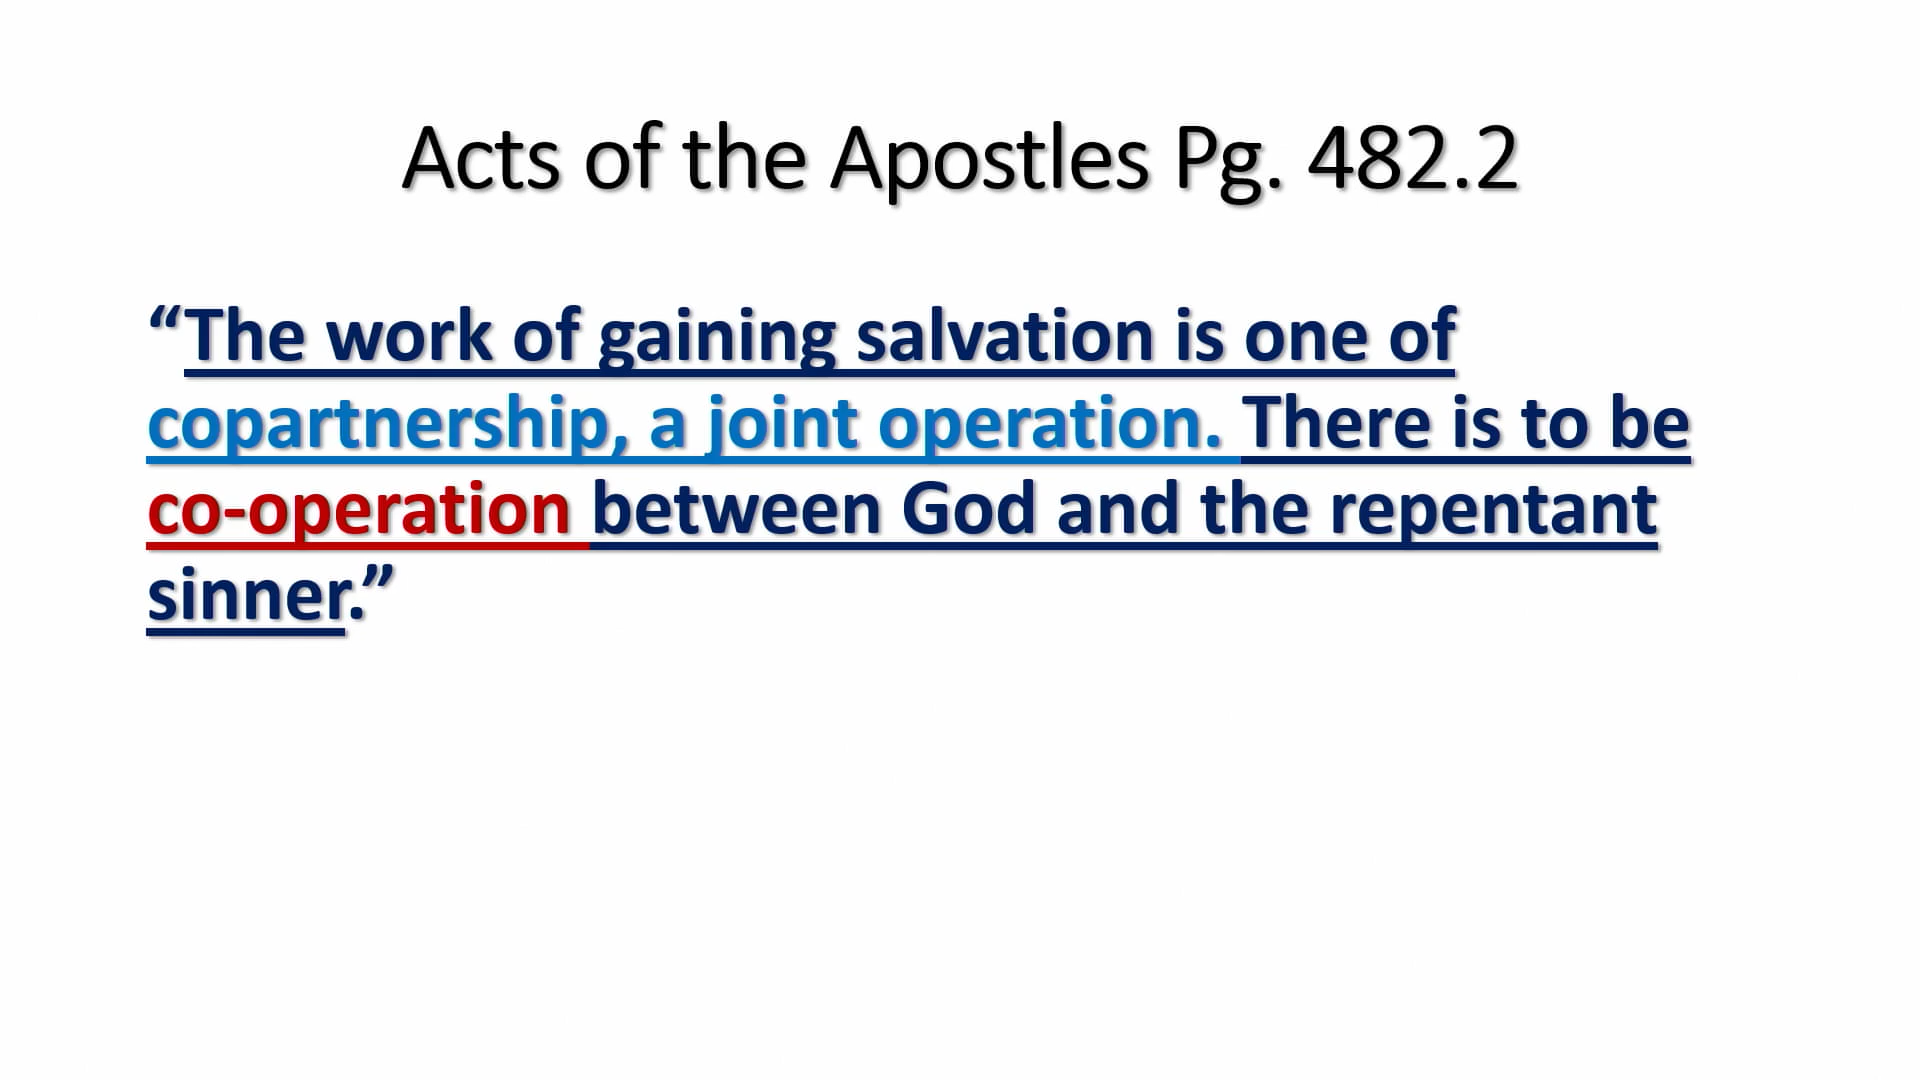 Acts of the Apostles Pg. 482.2
“The work of gaining salvation is one of
copartnership, a joint operation. There is to be
co-operation between God and the repentant
sinner.”